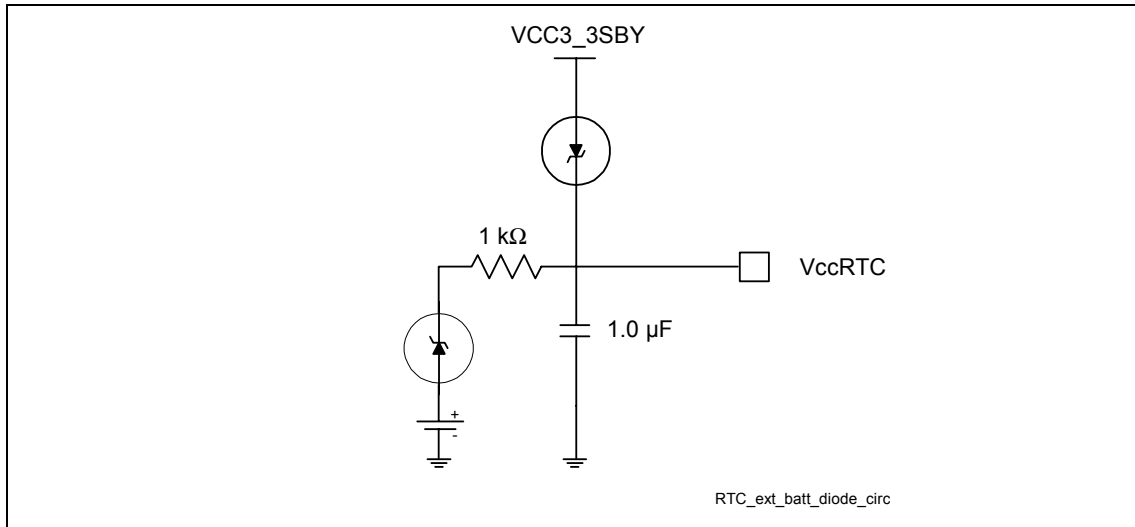 VCC3_3SBY
1 kΩ
VccRTC
1.0 µF
+
-
RTC_ext_batt_diode_circ